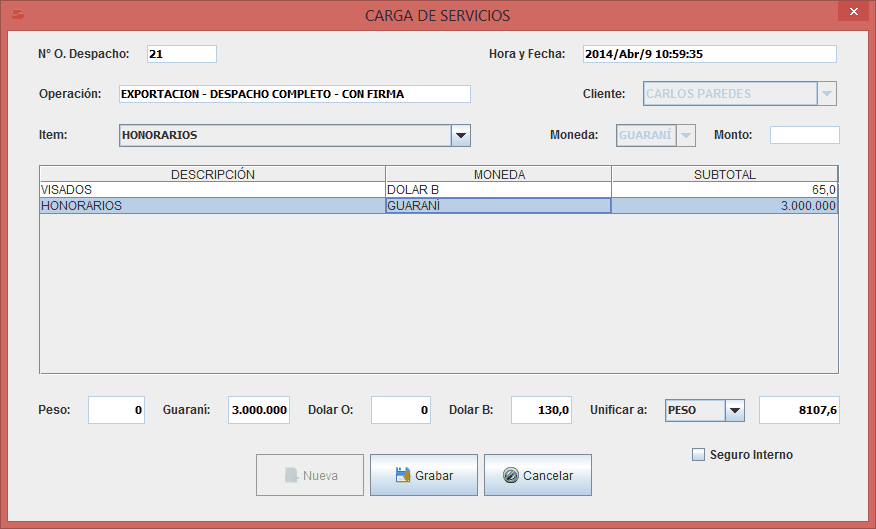 CARGA DE SERVICIOS
N° O. Despacho: 21 Hora y Fecha: 2014/Abr/9 10:59:35
Operación: EXPORTACION - DESPACHO COMPLETO - CON FIRMA Cliente: CARLOS PAREDES
Item: HONORARIOS Moneda: GUARANÍ Monto:
DESCRIPCIÓN MONEDA SUBTOTAL
VISADOS DOLAR B 65,0
HONORARIOS GUARANÍ 3.000.000
Peso: 0 Guaraní: 3.000.000 Dolar O: 0 Dolar B: 130,0 Unificar a: PESO 8107,6
Seguro Interno
Nueva Grabar Cancelar